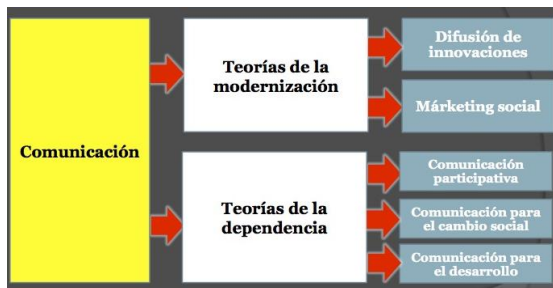 Comunicación
Teorías de la
modernización
Difusión de
innovaciones
Márketing social
Teorías de la
dependencia
Comunicación
participativa
Comunicación para
el cambio social
Comunicación para
el desarrollo